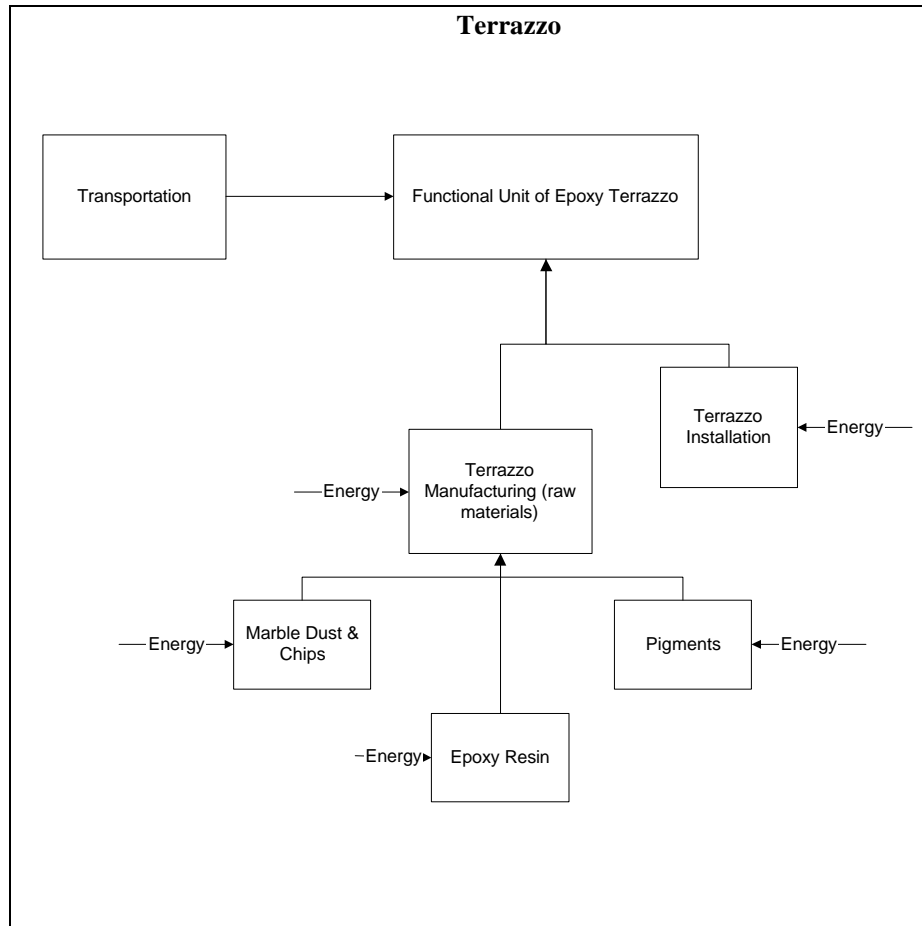 Terrazzo
Transportation
Functional Unit of Epoxy Terrazzo
Terrazzo
Installation
Energy
Terrazzo
Manufacturing (raw
materials)
Energy
Marble Dust &
Chips
Energy
Pigments
Energy
Epoxy Resin
Energy